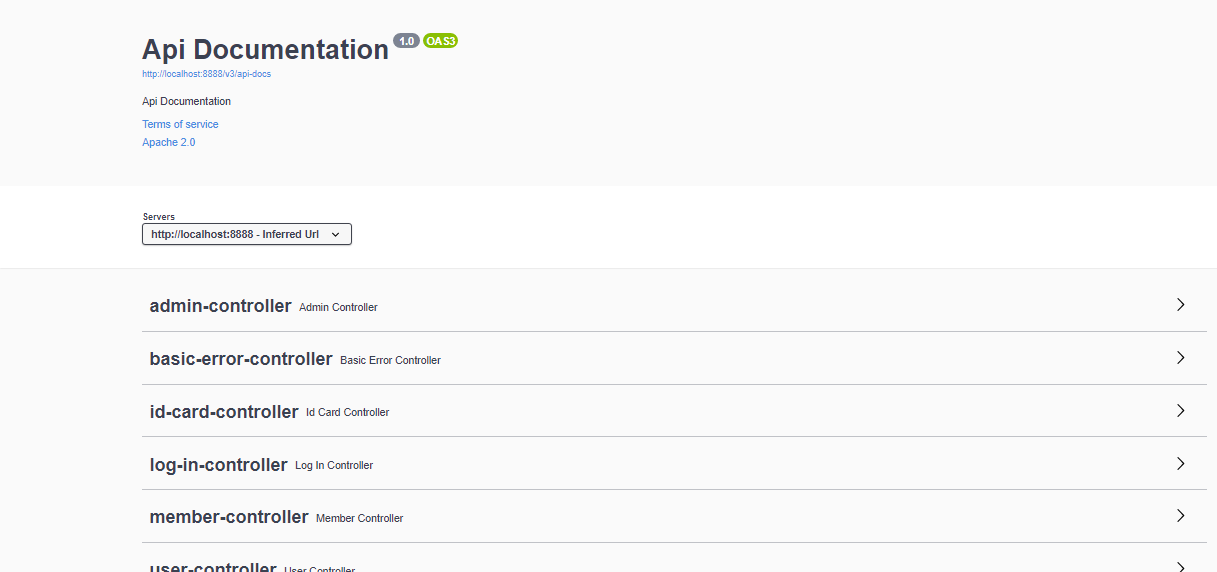 Api Documentation 1.0 OAS3
http://localhost:8888/v3/api-docs
Api Documentation
Terms of service
Apache 2.0
Servers
http://localhost:8888 - Inferred Url
admin-controller Admin Controller
basic-error-controller Basic Error Controller
id-card-controller Id Card Controller
log-in-controller Log In Controller
member-controller Member Controller
user-controller User Controller